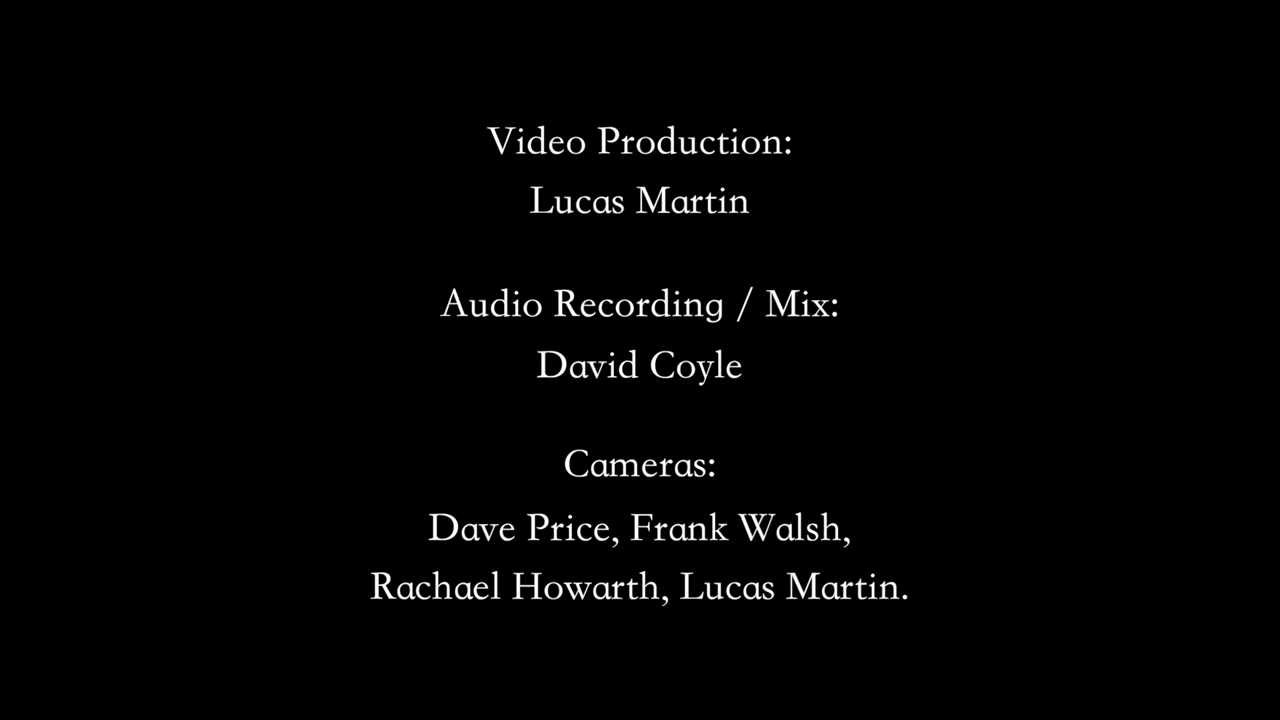 Video Production:
Lucas Martin
Audio Recording / Mix:
David Coyle
Cameras:
Dave Price, Frank Walsh,
Rachael Howarth, Lucas Martin.